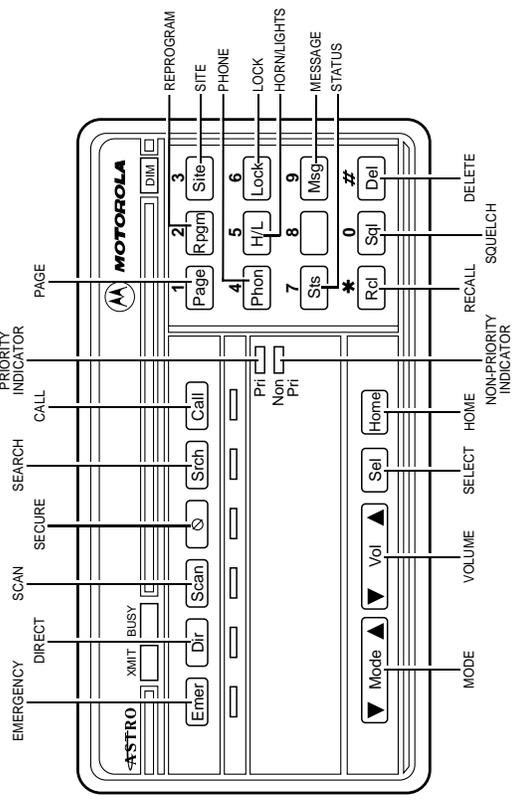 PRIORITY
INDICATOR
EMERGENCY
DIRECT
SCAN
SECURE
SEARCH
CALL
PAGE
REPROGRAM
SITE
PHONE
LOCK
HORN/LIGHTS
MESSAGE
STATUS
ASTRO
XMIT
BUSY
MOTOROLA
DIM
Emer
Dir
Scan
Srch
Call
1
Page
2
Rpgm
3
Site
4
Phon
5
H/L
6
Lock
Pri
Non
Pri
7
Sts
8
9
Msg
Mode
Vol
Sel
Home
*
Rcl
0
Sql
#
Del
MODE
VOLUME
SELECT
HOME
NON-PRIORITY
INDICATOR
RECALL
SQUELCH
DELETE